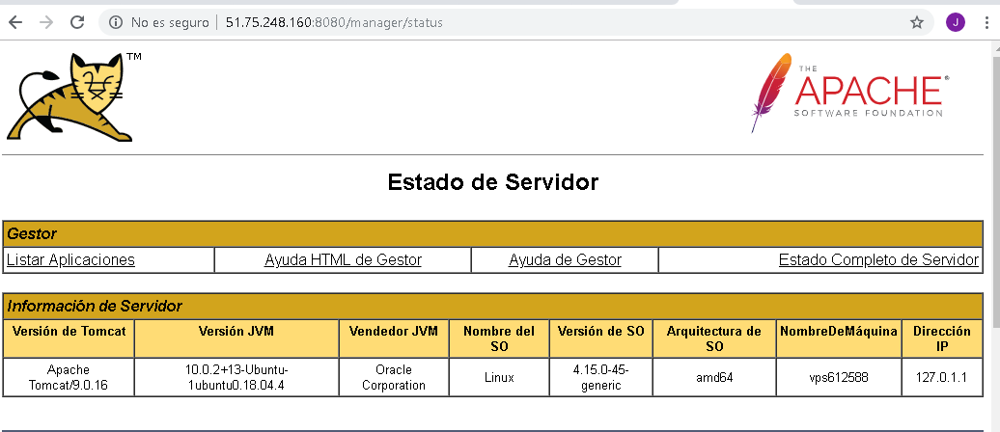 No es seguro | 51.75.248.160:8080/manager/status
J
TM
THE
APACHE®
SOFTWARE FOUNDATION
Estado de Servidor
Gestor
Listar Aplicaciones Ayuda HTML de Gestor Ayuda de Gestor Estado Completo de Servidor
Información de Servidor
Versión de Tomcat Versión JVM Vendedor JVM Nombre del SO Versión de SO Arquitectura de SO NombreDeMáquina Dirección IP
Apache Tomcat/9.0.16 10.0.2+13-Ubuntu-1ubuntu0.18.04.4 Oracle Corporation Linux 4.15.0-45-generic amd64 vps612588 127.0.1.1